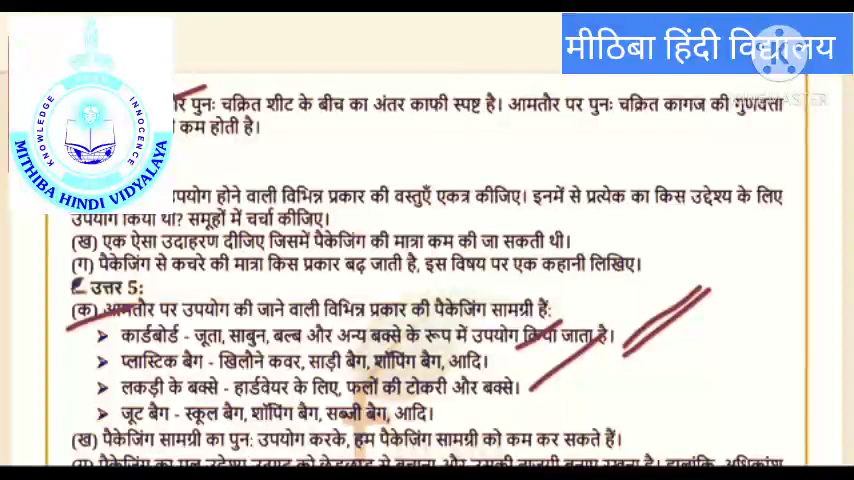 मीठिबा हिंदी विद्यालय
KNOWLEDGE
INNOCENCE
MITHIBA HINDI VIDYALAYA
पुनः चक्रित शीट के बीच का अंतर काफी स्पष्ट है। आमतौर पर पुनः चक्रित कागज की गुणवत्ता
कम होती है।
उपयोग होने वाली विभिन्न प्रकार की वस्तुएँ एकत्र कीजिए। इनमें से प्रत्येक का किस उद्देश्य के लिए
उपयोग किया था? समूहों में चर्चा कीजिए।
(ख) एक ऐसा उदाहरण दीजिए जिसमें पैकेजिंग की मात्रा कम की जा सकती थी।
(ग) पैकेजिंग से कचरे की मात्रा किस प्रकार बढ़ जाती है, इस विषय पर एक कहानी लिखिए।
उत्तर 5:
(क) आमतौर पर उपयोग की जाने वाली विभिन्न प्रकार की पैकेजिंग सामग्री हैं:
➤ कार्डबोर्ड - जूता, साबुन, बल्ब और अन्य बक्से के रूप में उपयोग किया जाता है।
➤ प्लास्टिक बैग - खिलौने कवर, साड़ी बैग, शॉपिंग बैग, आदि।
➤ लकड़ी के बक्से - हार्डवेयर के लिए, फलों की टोकरी और बक्से।
➤ जूट बैग - स्कूल बैग, शॉपिंग बैग, सब्जी बैग, आदि।
(ख) पैकेजिंग सामग्री का पुन: उपयोग करके, हम पैकेजिंग सामग्री को कम कर सकते हैं।